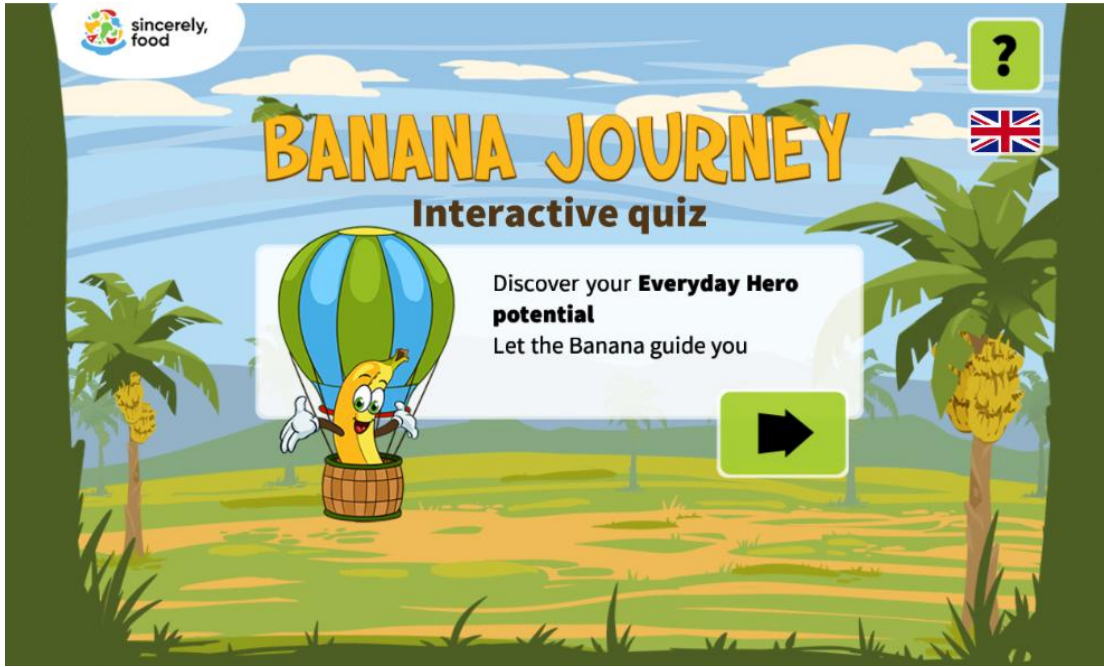 sincerely,
food
?
BANANA JOURNEY
Interactive quiz
Discover your Everyday Hero
potential
Let the Banana guide you